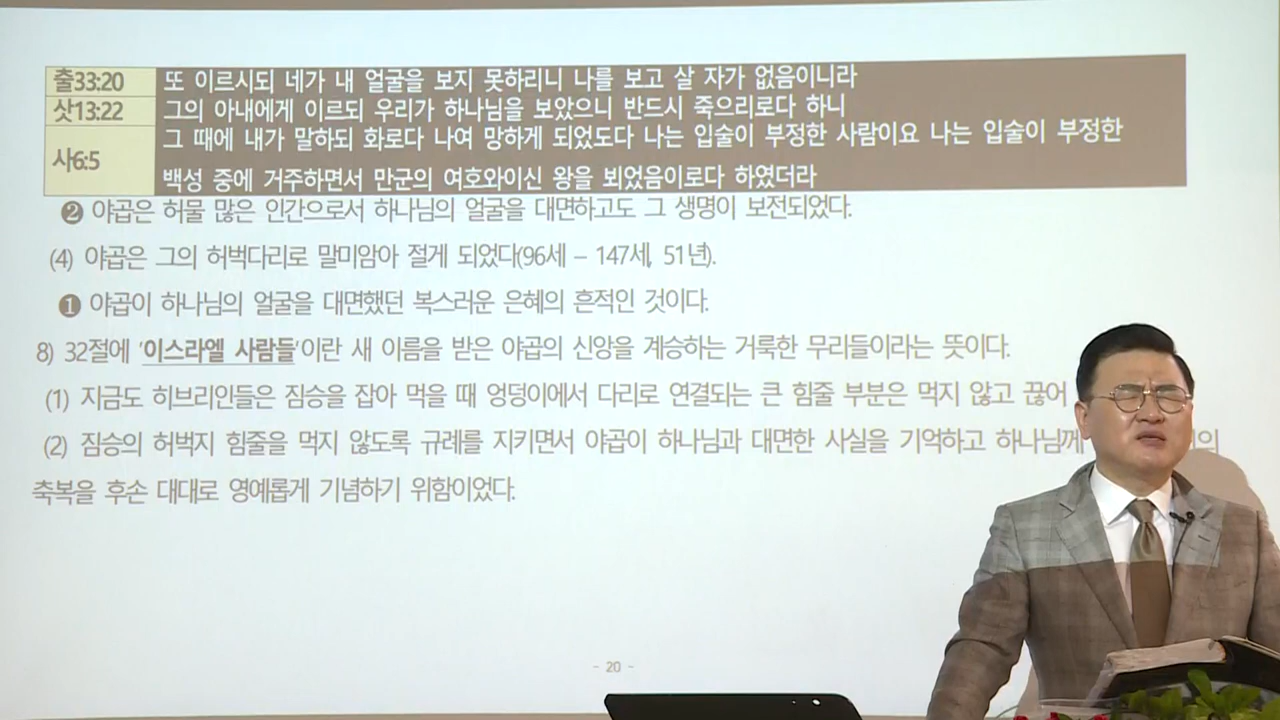 출33:20 또 이르시되 네가 내 얼굴을 보지 못하리니 나를 보고 살 자가 없음이니라
삿13:22 그의 아내에게 이르되 우리가 하나님을 보았으니 반드시 죽으리로다 하니
사6:5 그 때에 내가 말하되 화로다 나여 망하게 되었도다 나는 입술이 부정한 사람이요 나는 입술이 부정한
백성 중에 거주하면서 만군의 여호와이신 왕을 뵈었음이로다 하였더라
❷ 야곱은 허물 많은 인간으로서 하나님의 얼굴을 대면하고도 그 생명이 보전되었다.
(4) 야곱은 그의 허벅다리로 말미암아 절게 되었다(96세 – 147세, 51년).
❶ 야곱이 하나님의 얼굴을 대면했던 복스러운 은혜의 흔적인 것이다.
8) 32절에 '이스라엘 사람들'이란 새 이름을 받은 야곱의 신앙을 계승하는 거룩한 무리들이라는 뜻이다.
(1) 지금도 히브리인들은 짐승을 잡아 먹을 때 엉덩이에서 다리로 연결되는 큰 힘줄 부분은 먹지 않고 끊어
(2) 짐승의 허벅지 힘줄을 먹지 않도록 규례를 지키면서 야곱이 하나님과 대면한 사실을 기억하고 하나님께
축복을 후손 대대로 영예롭게 기념하기 위함이었다.
- 20 -